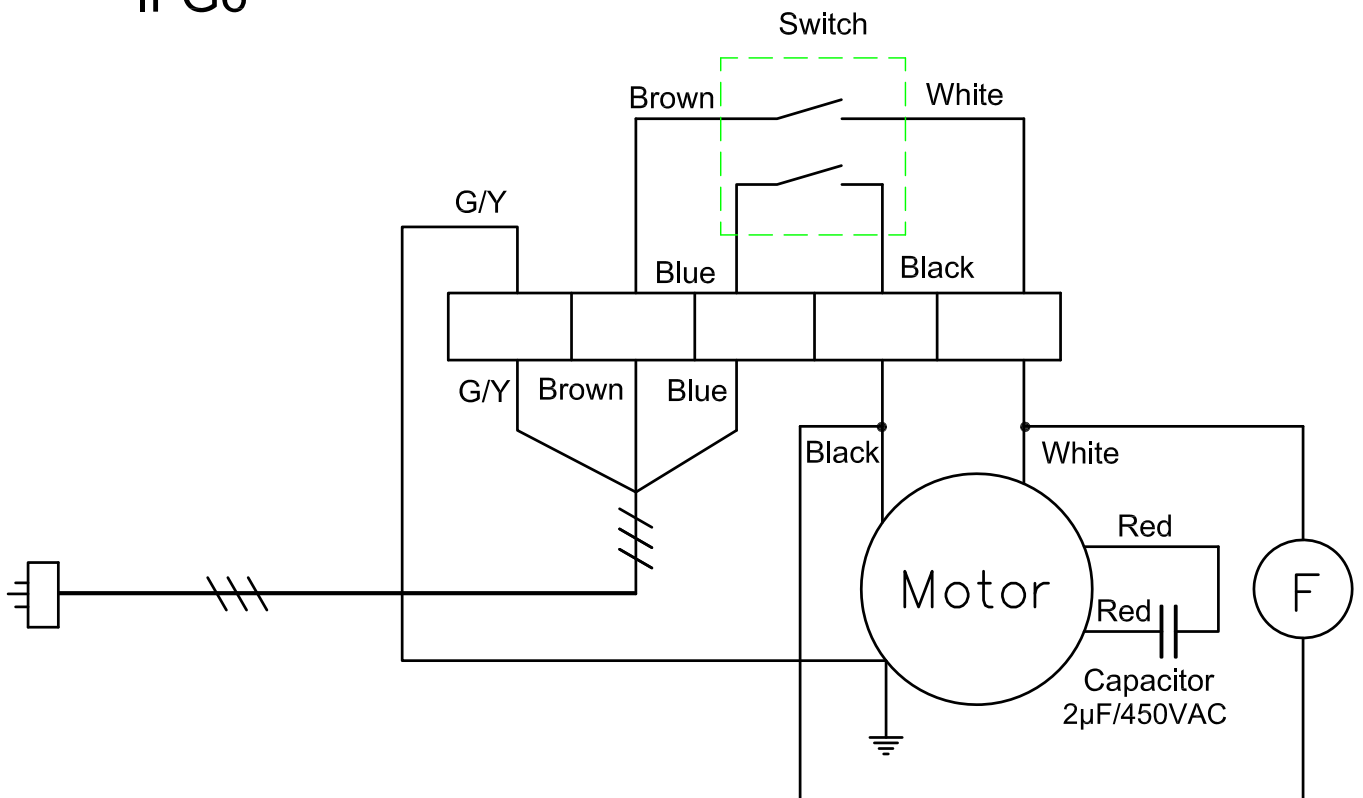 Switch
Brown
White
G/Y
Blue
Black
G/Y
Brown
Blue
Black
White
Red
Motor
F
Red
Capacitor
2µF/450VAC